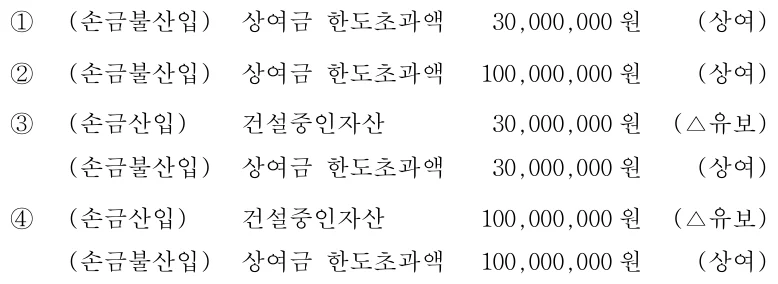 ① (손금불산입) 상여금 한도초과액 30,000,000 원 (상여)
② (손금불산입) 상여금 한도초과액 100,000,000 원 (상여)
③ (손금산입) 건설중인자산 30,000,000 원 (△유보)
(손금불산입) 상여금 한도초과액 30,000,000 원 (상여)
④ (손금산입) 건설중인자산 100,000,000 원 (△유보)
(손금불산입) 상여금 한도초과액 100,000,000 원 (상여)